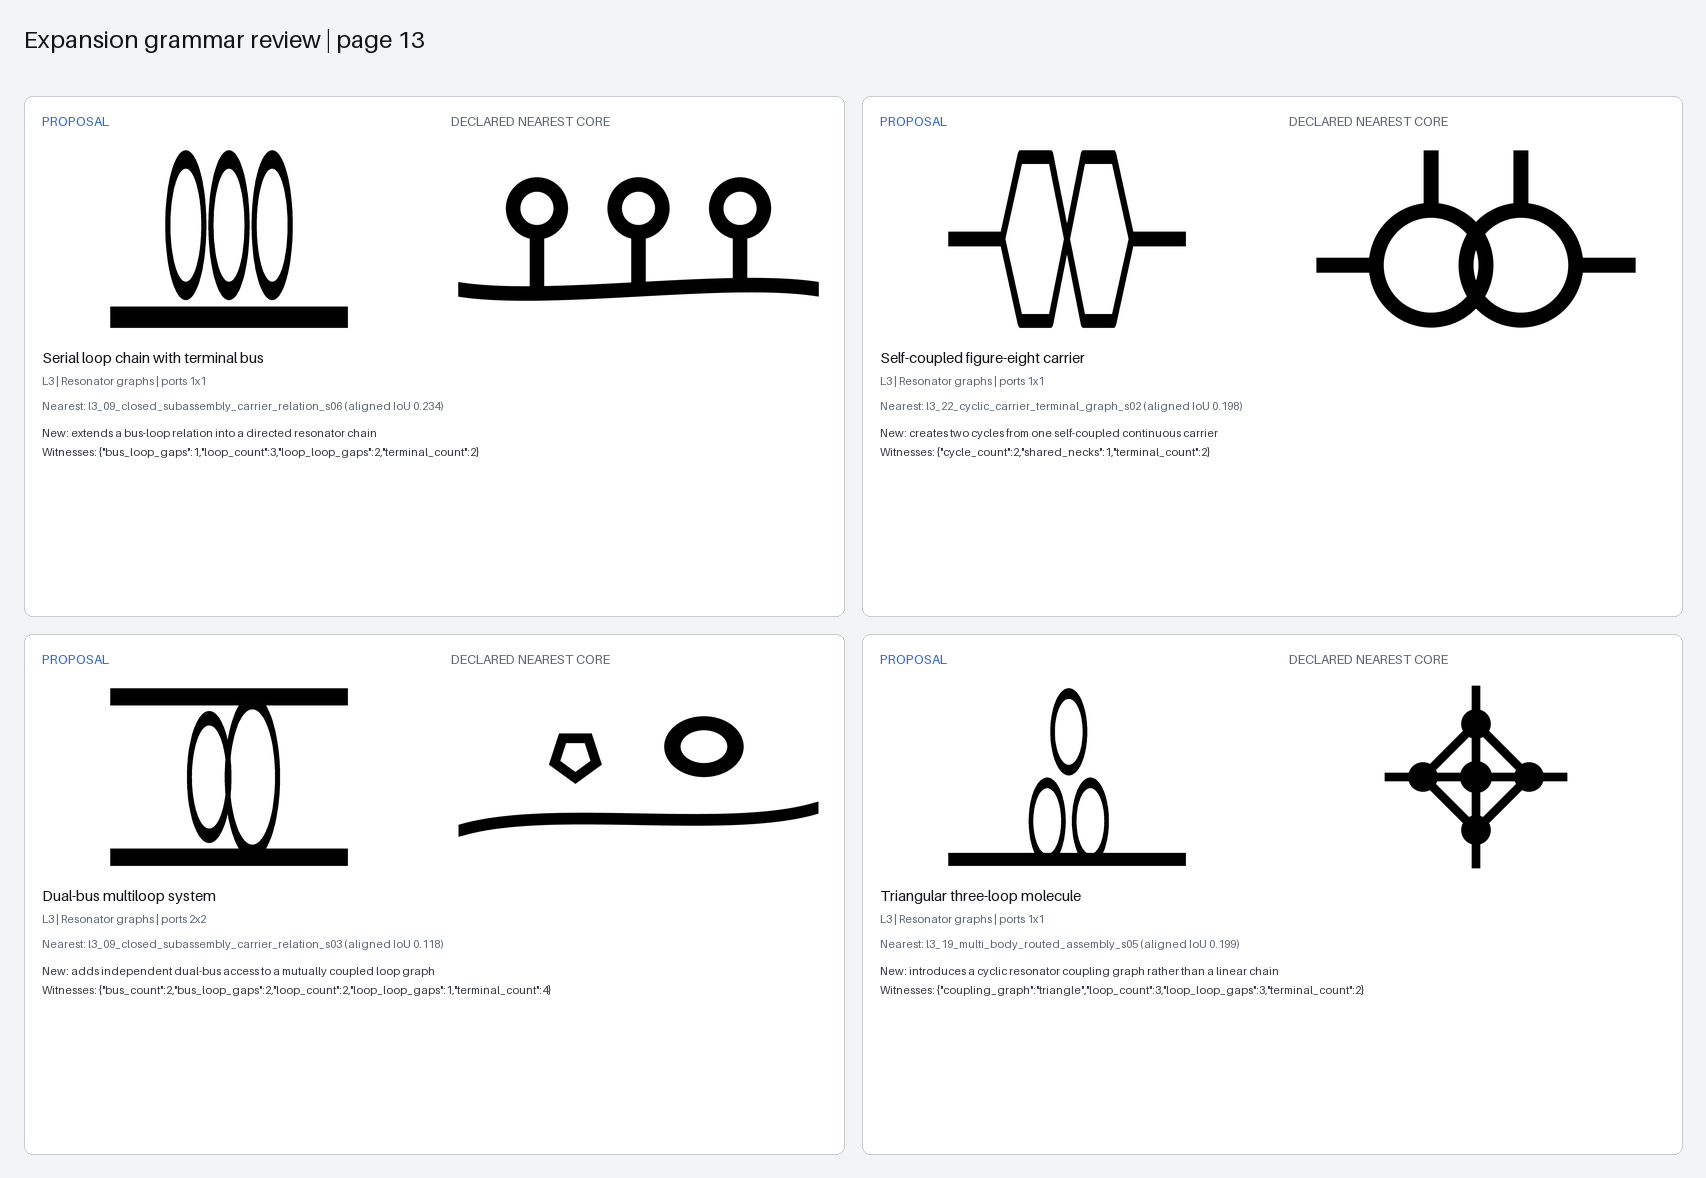 Expansion grammar review | page 13
PROPOSAL
DECLARED NEAREST CORE
Serial loop chain with terminal bus
L3 | Resonator graphs | ports 1x1
Nearest: l3_09_closed_subassembly_carrier_relation_s06 (aligned IoU 0.234)
New: extends a bus-loop relation into a directed resonator chain
Witnesses: {"bus_loop_gaps":1,"loop_count":3,"loop_loop_gaps":2,"terminal_count":2}
PROPOSAL
DECLARED NEAREST CORE
Self-coupled figure-eight carrier
L3 | Resonator graphs | ports 1x1
Nearest: l3_22_cyclic_carrier_terminal_graph_s02 (aligned IoU 0.198)
New: creates two cycles from one self-coupled continuous carrier
Witnesses: {"cycle_count":2,"shared_necks":1,"terminal_count":2}
PROPOSAL
DECLARED NEAREST CORE
Dual-bus multiloop system
L3 | Resonator graphs | ports 2x2
Nearest: l3_09_closed_subassembly_carrier_relation_s03 (aligned IoU 0.118)
New: adds independent dual-bus access to a mutually coupled loop graph
Witnesses: {"bus_count":2,"bus_loop_gaps":2,"loop_count":2,"loop_loop_gaps":1,"terminal_count":4}
PROPOSAL
DECLARED NEAREST CORE
Triangular three-loop molecule
L3 | Resonator graphs | ports 1x1
Nearest: l3_19_multi_body_routed_assembly_s05 (aligned IoU 0.199)
New: introduces a cyclic resonator coupling graph rather than a linear chain
Witnesses: {"coupling_graph":"triangle","loop_count":3,"loop_loop_gaps":3,"terminal_count":2}